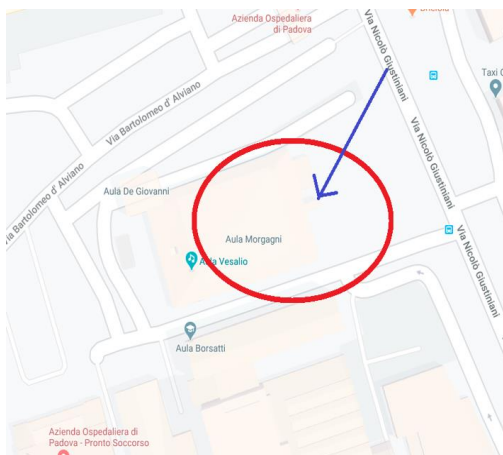 Azienda Ospedaliera
di Padova
Via Nicolò Giustiniani
Taxi
Via Bartolomeo d' Alviano
Via Bartolomeo d' Alviano
Via Nicolò Giustiniani
Aula De Giovanni
Aula Morgagni
Aula Vesalio
Via Nicolò Giustiniani
Aula Borsatti
Azienda Ospedaliera di
Padova - Pronto Soccorso